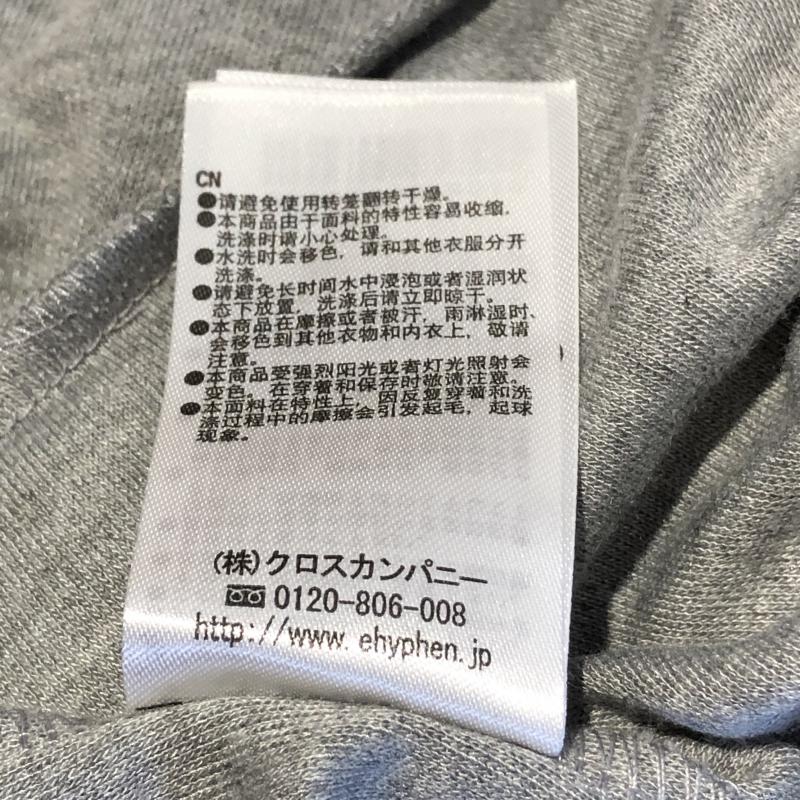 CN
●请避免使用转笼翻转干燥。
●本商品由于面料的特性容易收缩，
洗涤时请小心处理。
●水洗时会移色，请和其他衣服分开
洗涤。
●请避免长时间水中浸泡或者湿润状
态下放置，洗涤后请立即晾干。
●本商品在摩擦或者被汗，雨淋湿时、
会移色到其他衣物和内衣上，敬请
注意。
●本商品受强烈阳光或者灯光照射会
变色。在穿着和保存时敬请注意。
●本面料在特性上，因反复穿着和洗
涤过程中的摩擦会引发起毛，起球
现象。
(株)クロスカンパニー
0120-806-008
http://www.ehyphen.jp